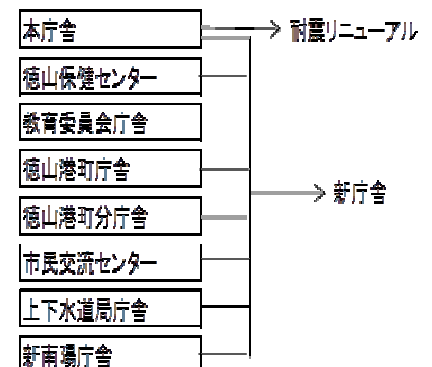 本庁舎
耐震リニューアル
徳山保健センター
教育委員会庁舎
徳山港町庁舎
新庁舎
徳山港町分庁舎
市民交流センター
上下水道局庁舎
新南陽庁舎